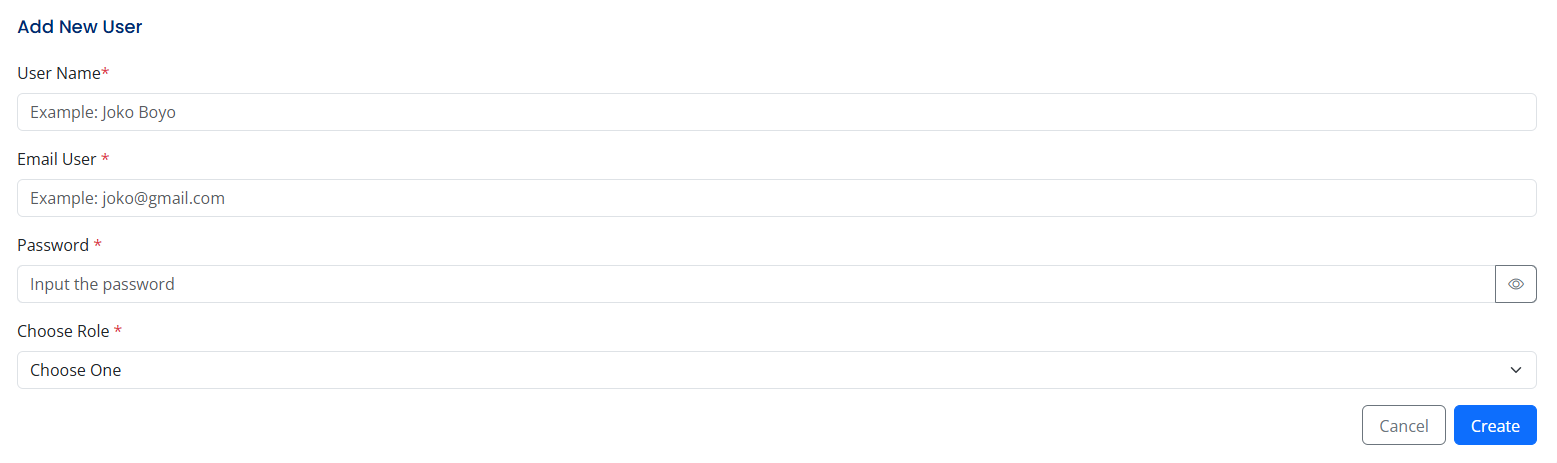 Add New User
User Name*
Example: Joko Boyo
Email User *
Example: joko@gmail.com
Password *
Input the password
Choose Role *
Choose One
Cancel Create